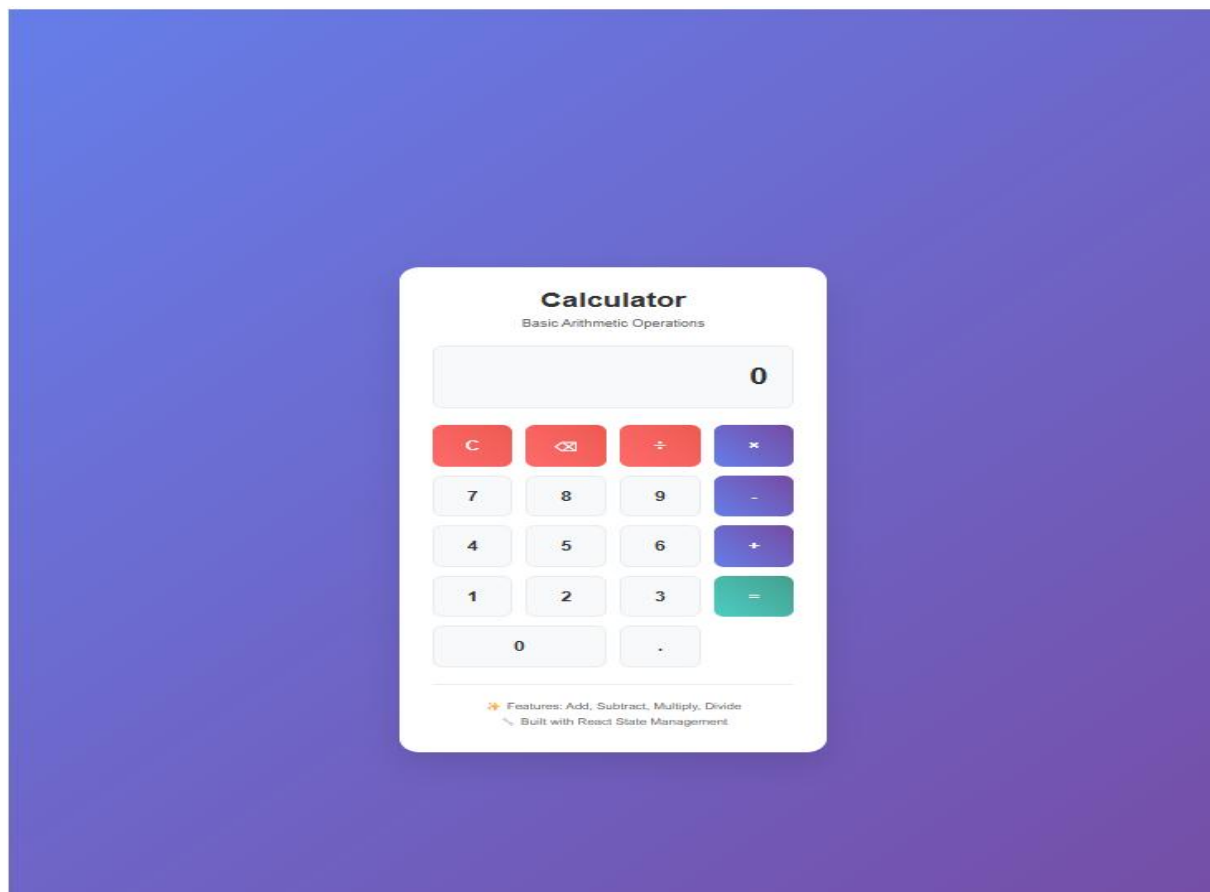 Calculator
Basic Arithmetic Operations
0
C ⌫ ÷ ×
7 8 9 -
4 5 6 +
1 2 3 =
0 .
✨ Features: Add, Subtract, Multiply, Divide
🔧 Built with React State Management